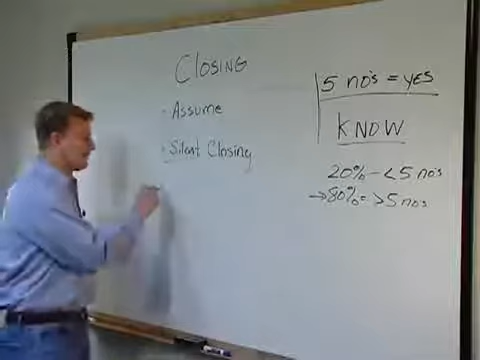 Closing
- Assume
- Silent Closing
5 no's = yes
KNOW
20% - <5 no's
→ 80% = >5 no's